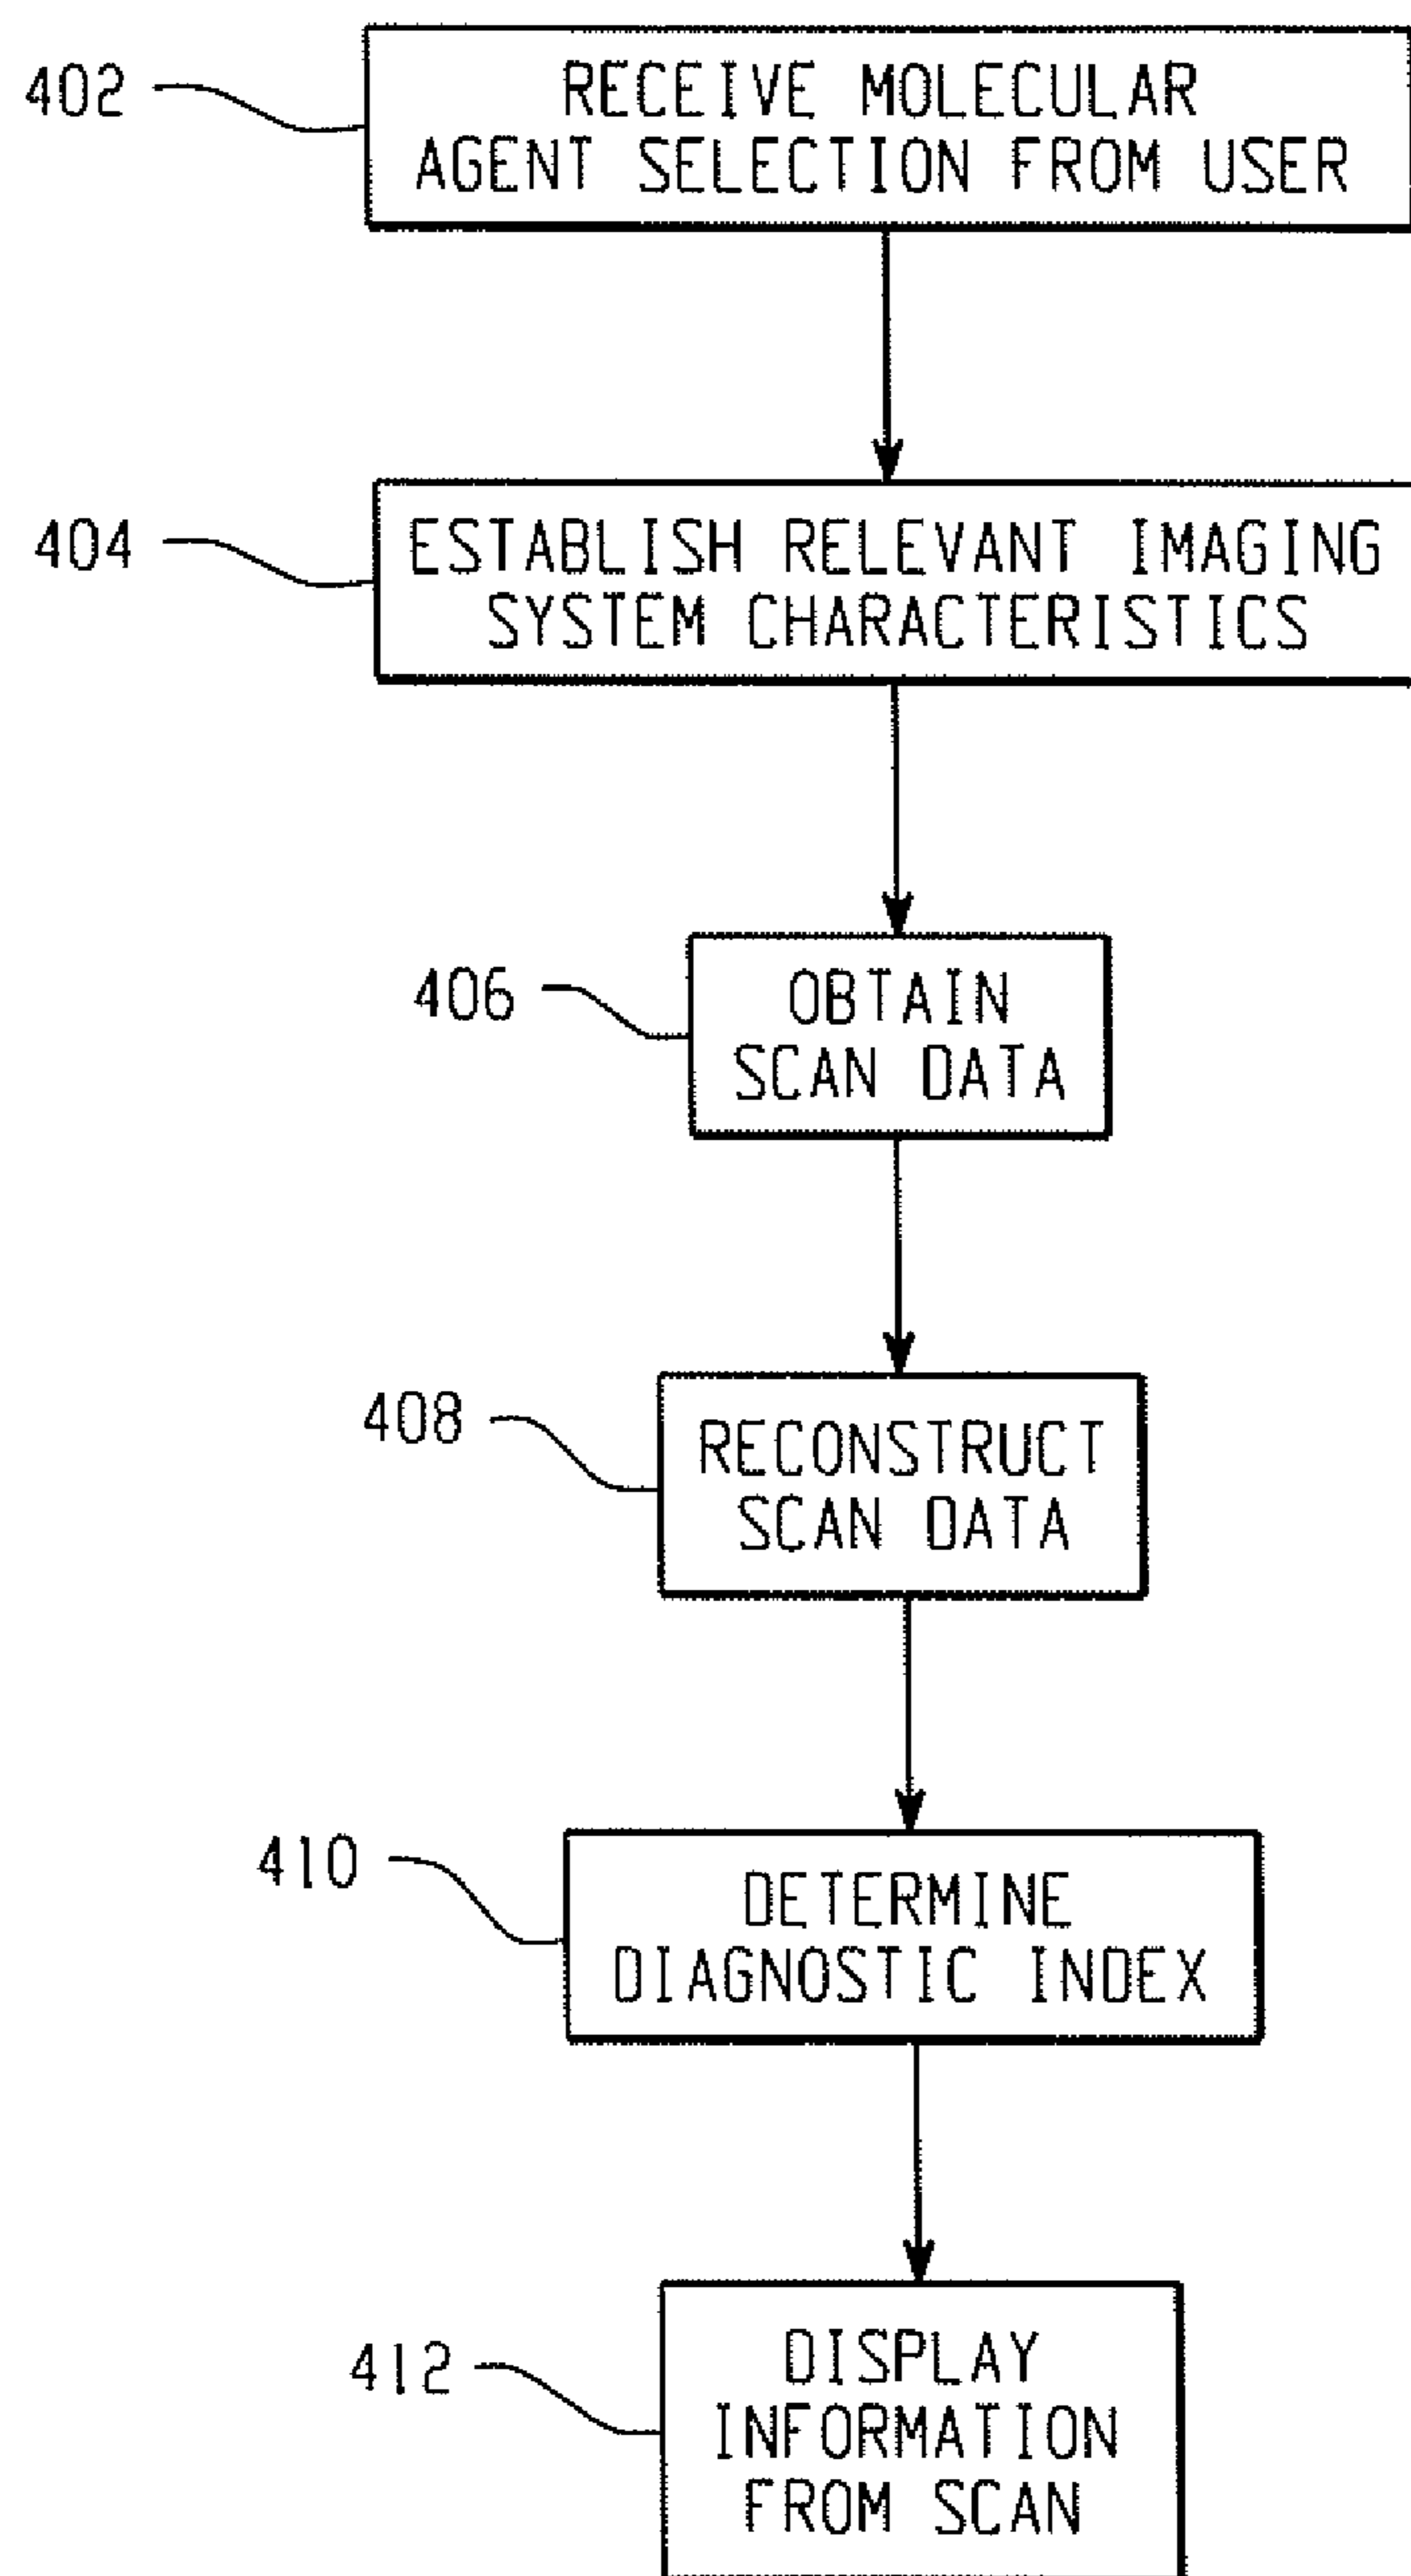 402
RECEIVE MOLECULAR
AGENT SELECTION FROM USER
404
ESTABLISH RELEVANT IMAGING
SYSTEM CHARACTERISTICS
406
OBTAIN
SCAN DATA
408
RECONSTRUCT
SCAN DATA
410
DETERMINE
DIAGNOSTIC INDEX
412
DISPLAY
INFORMATION
FROM SCAN